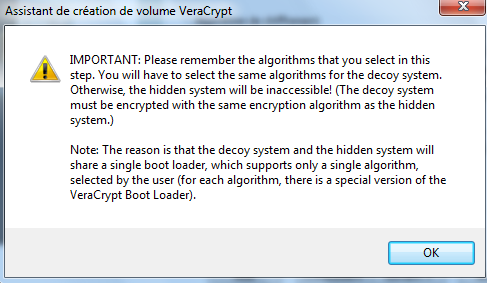 Assistant de création de volume VeraCrypt
IMPORTANT: Please remember the algorithms that you select in this
step. You will have to select the same algorithms for the decoy system.
Otherwise, the hidden system will be inaccessible! (The decoy system
must be encrypted with the same encryption algorithm as the hidden
system.)
Note: The reason is that the decoy system and the hidden system will
share a single boot loader, which supports only a single algorithm,
selected by the user (for each algorithm, there is a special version of the
VeraCrypt Boot Loader).
OK